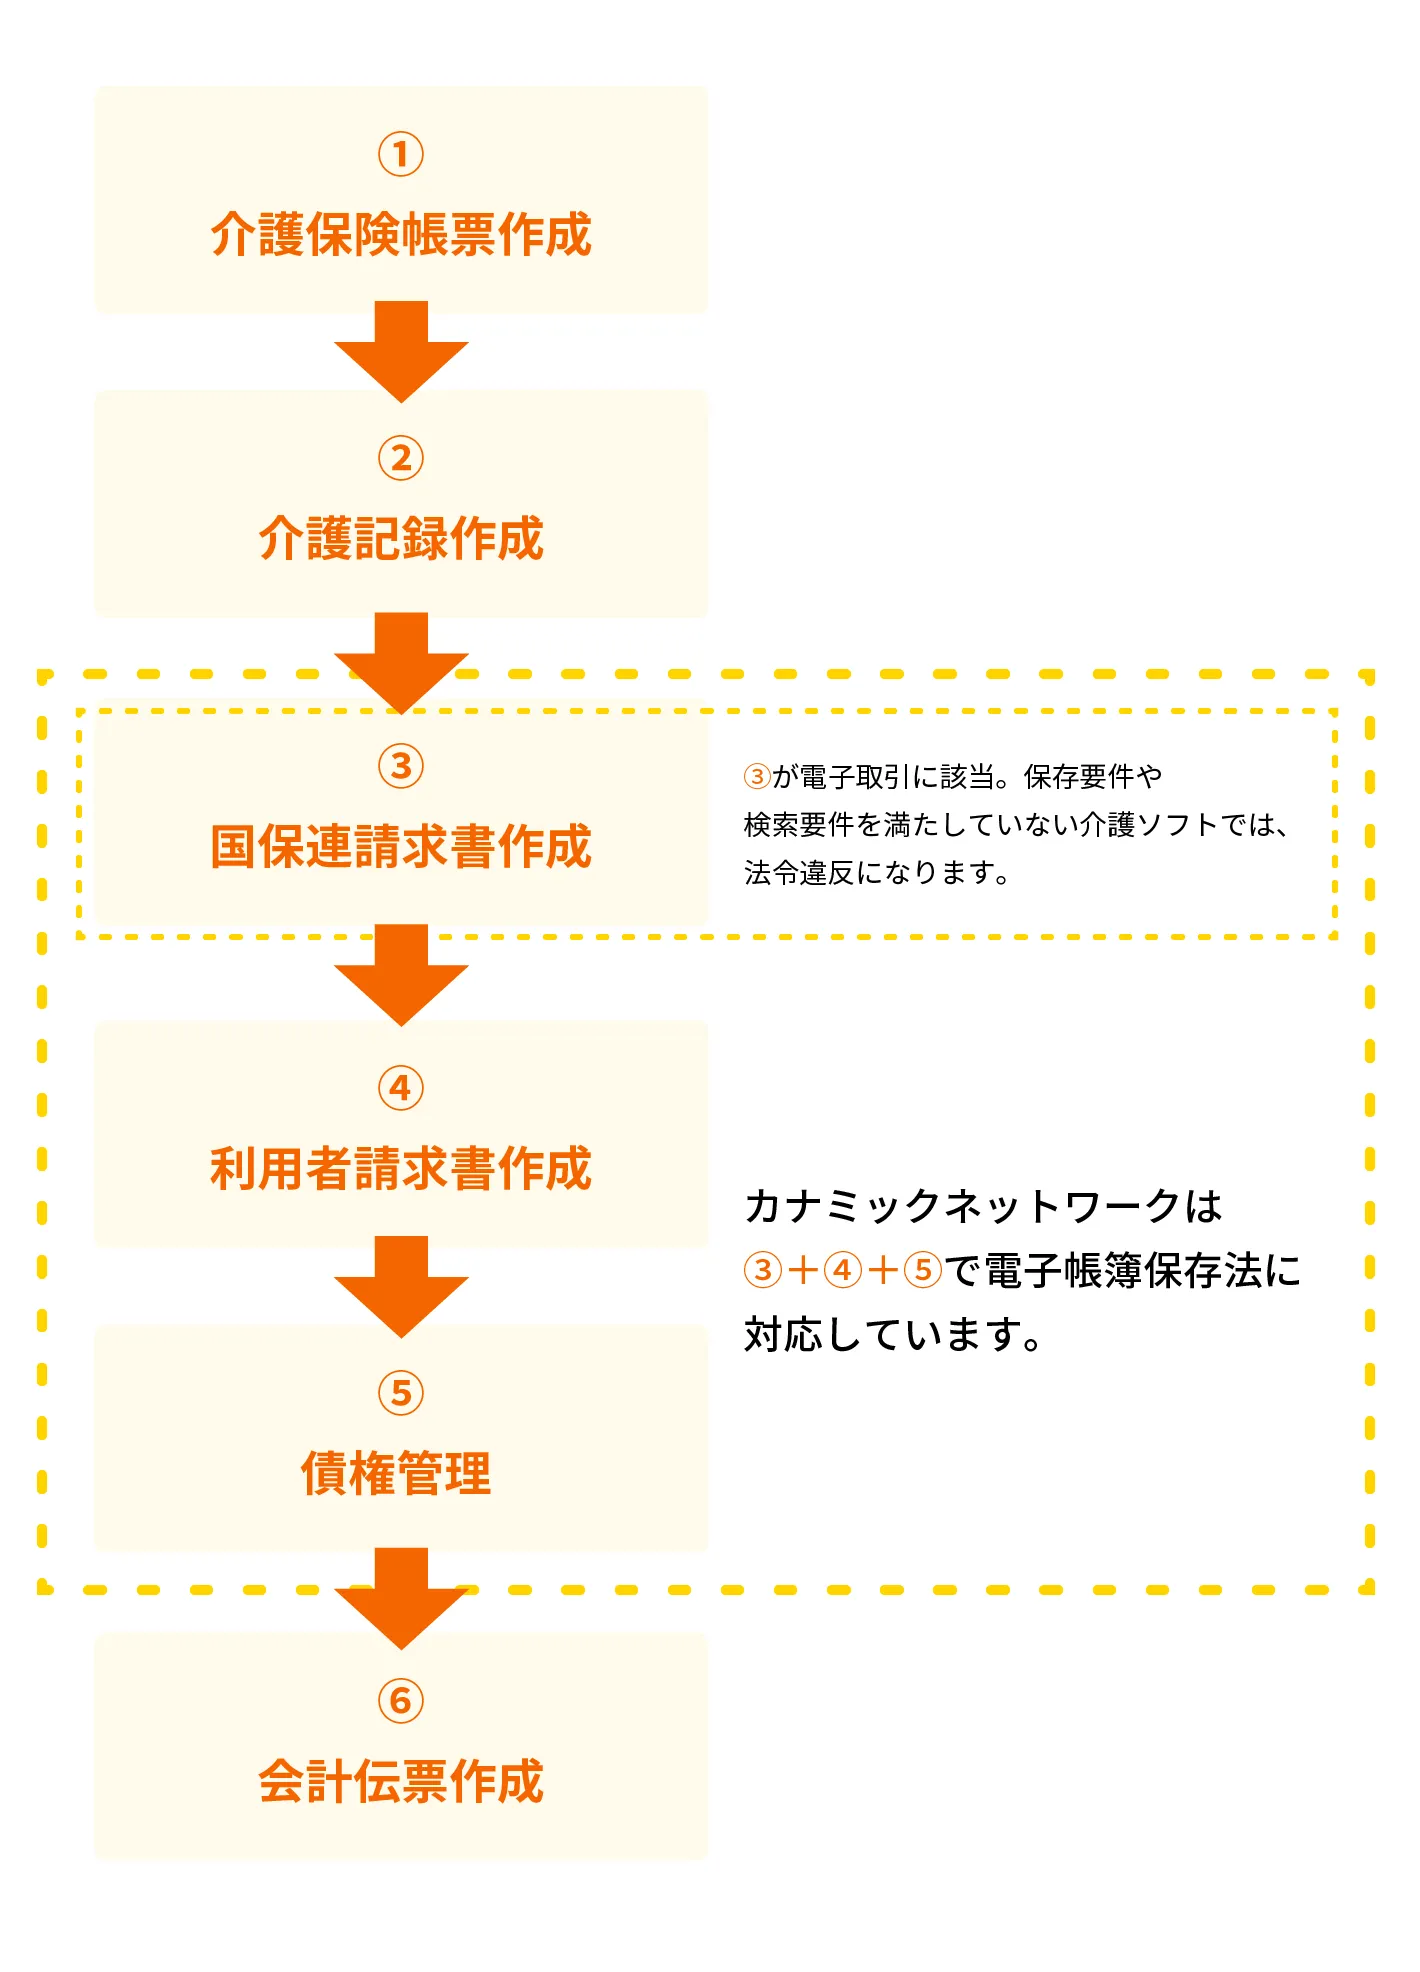 ①
介護保険帳票作成
②
介護記録作成
③
国保連請求書作成
③が電子取引に該当。保存要件や
検索要件を満たしていない介護ソフトでは、
法令違反になります。
④
利用者請求書作成
カナミックネットワークは
③＋④＋⑤で電子帳簿保存法に
対応しています。
⑤
債権管理
⑥
会計伝票作成